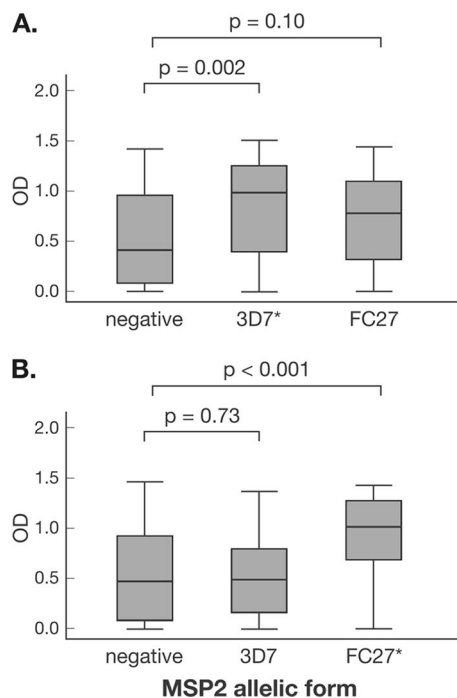 A.
p = 0.10
p = 0.002
2.0
1.5
1.0
0.5
0.0
OD
negative 3D7* FC27
B.
p < 0.001
p = 0.73
2.0
1.5
1.0
0.5
0.0
OD
negative 3D7 FC27*
MSP2 allelic form